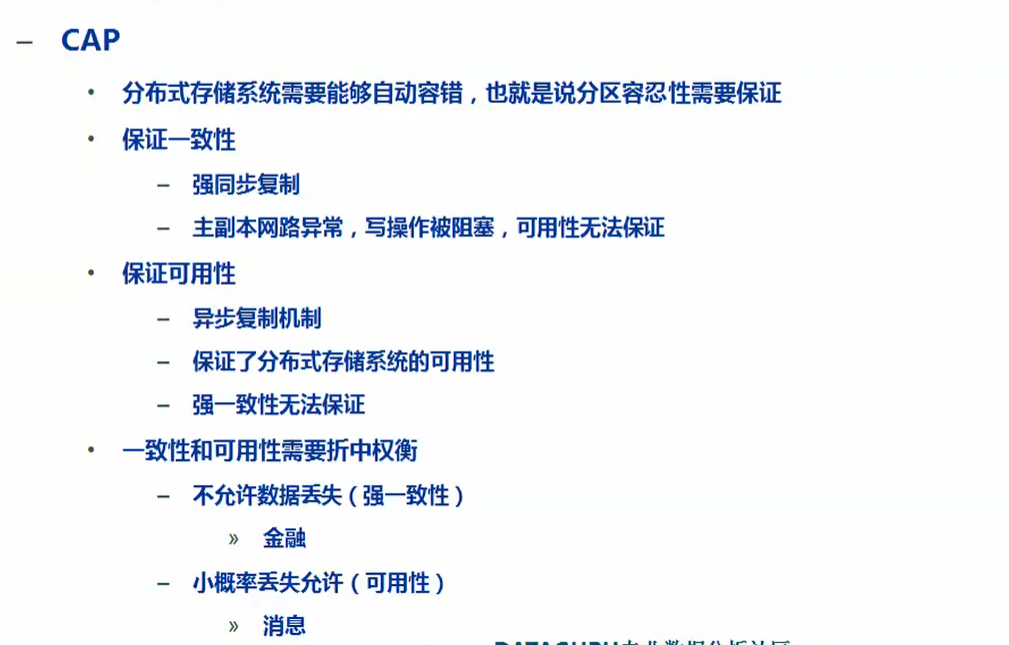 – CAP
• 分布式存储系统需要能够自动容错，也就是说分区容忍性需要保证
• 保证一致性
– 强同步复制
– 主副本网路异常，写操作被阻塞，可用性无法保证
• 保证可用性
– 异步复制机制
– 保证了分布式存储系统的可用性
– 强一致性无法保证
• 一致性和可用性需要折中权衡
– 不允许数据丢失（强一致性）
» 金融
– 小概率丢失允许（可用性）
» 消息